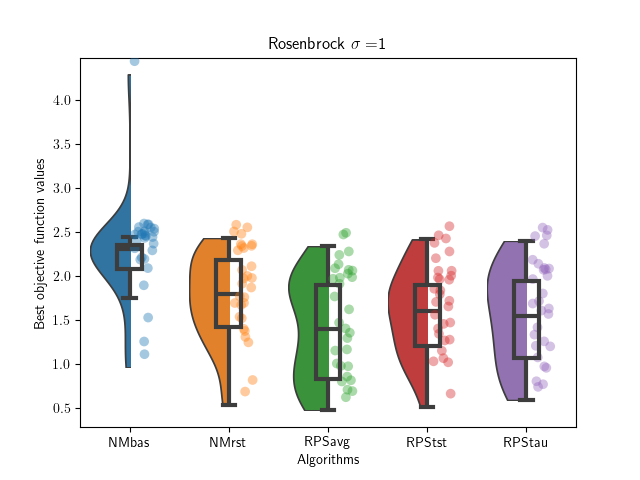 Rosenbrock σ =1
Best objective function values
4.0
3.5
3.0
2.5
2.0
1.5
1.0
0.5
NMbas NMrst RPSavg RPStst RPStau
Algorithms